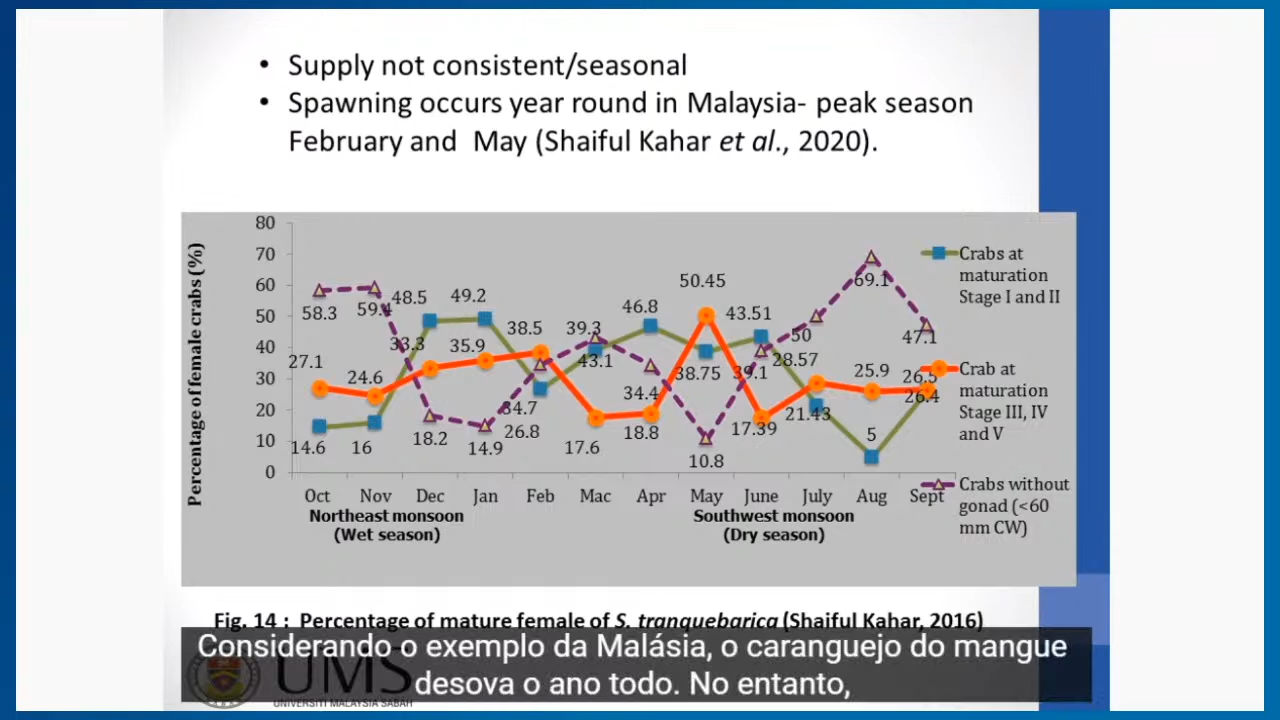 • Supply not consistent/seasonal
• Spawning occurs year round in Malaysia- peak season
February and May (Shaiful Kahar et al., 2020).
Percentage of female crabs (%)
80
70
60
50
40
30
20
10
0
58.3
59.4
48.5
49.2
38.5
39.3
46.8
50.45
43.51
50
69.1
47.1
27.1
24.6
33.3
35.9
43.1
34.4
38.75
39.1
28.57
25.9
26.5
26.4
14.6
16
18.2
14.9
34.7
26.8
17.6
18.8
10.8
17.39
21.43
5
Oct Nov Dec Jan Feb Mac Apr May June July Aug Sept
Northeast monsoon
(Wet season)
Southwest monsoon
(Dry season)
Crabs at
maturation
Stage I and II
Crab at
maturation
Stage III, IV
and V
Crabs without
gonad (<60
mm CW)
Fig. 14 : Percentage of mature female of S. tranquebarica (Shaiful Kahar, 2016)
Considerando o exemplo da Malásia, o caranguejo do mangue
desova o ano todo. No entanto,
UMS
UNIVERSITI MALAYSIA SABAH